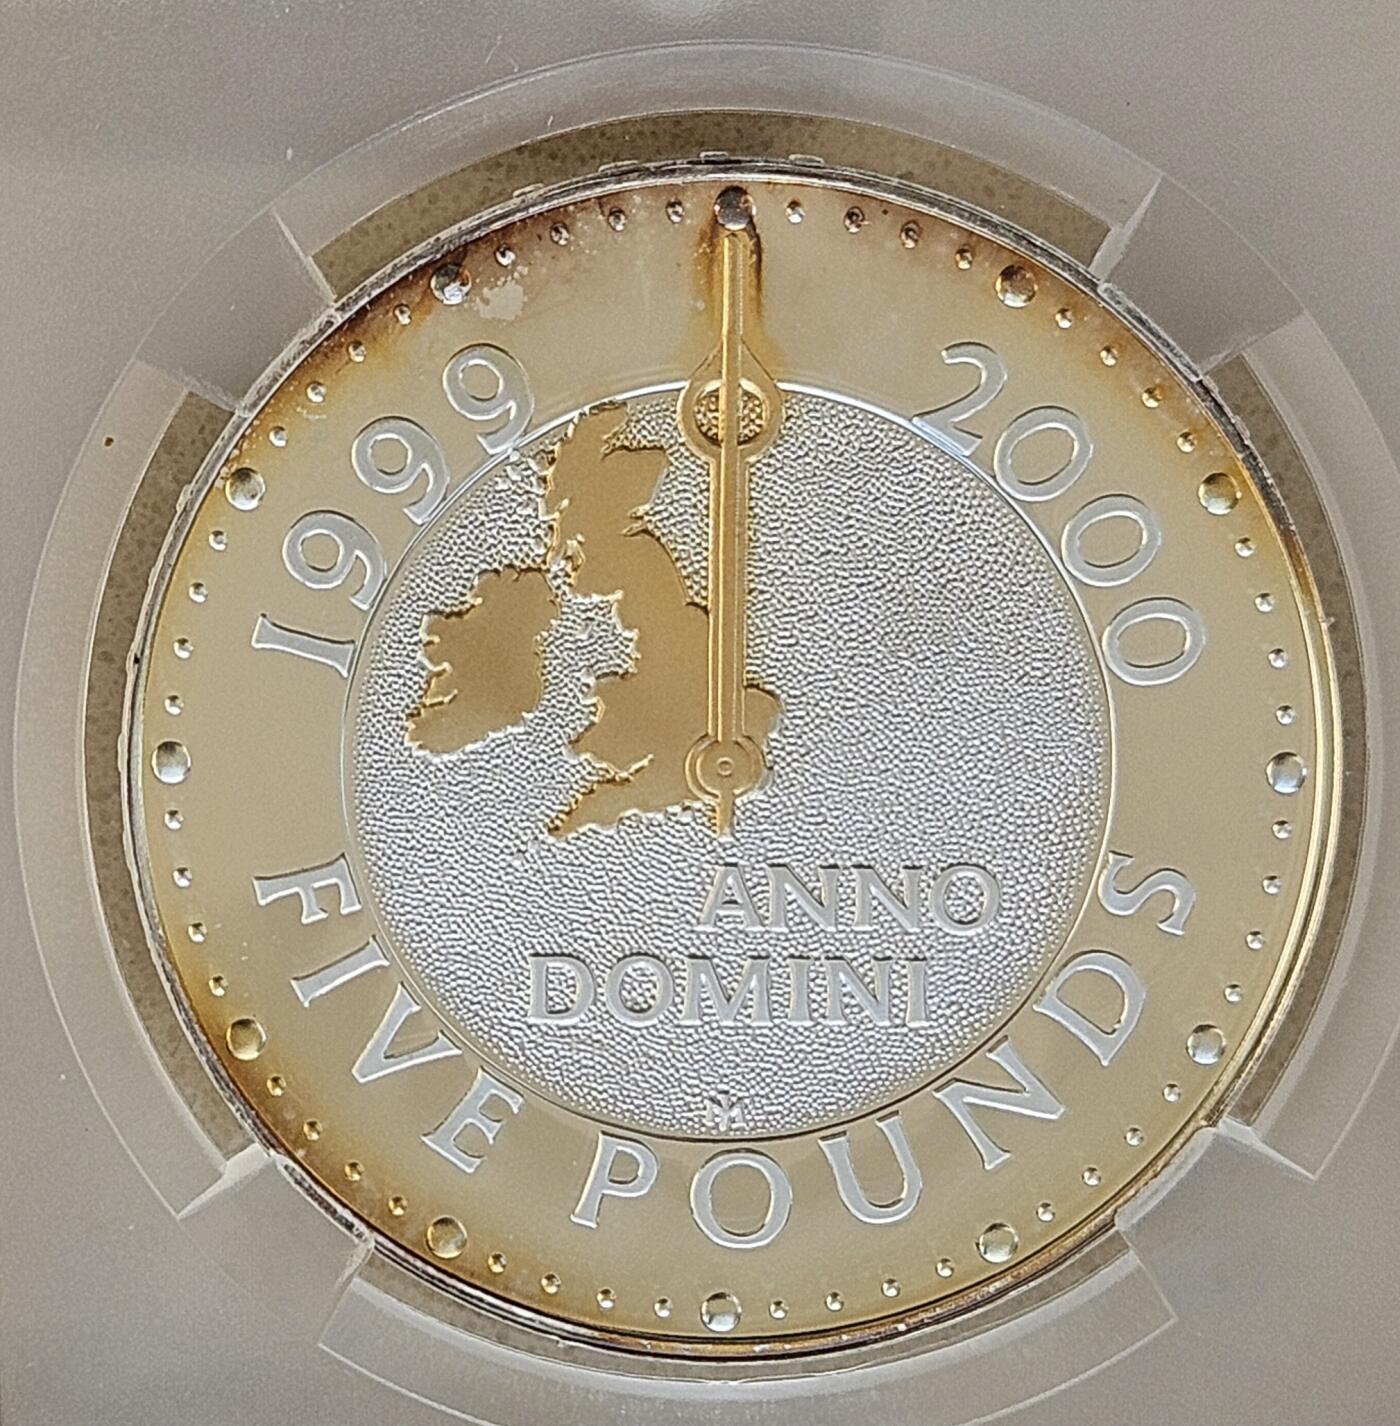 1999
2000
ANNO
DOMINI
FIVE POUNDS